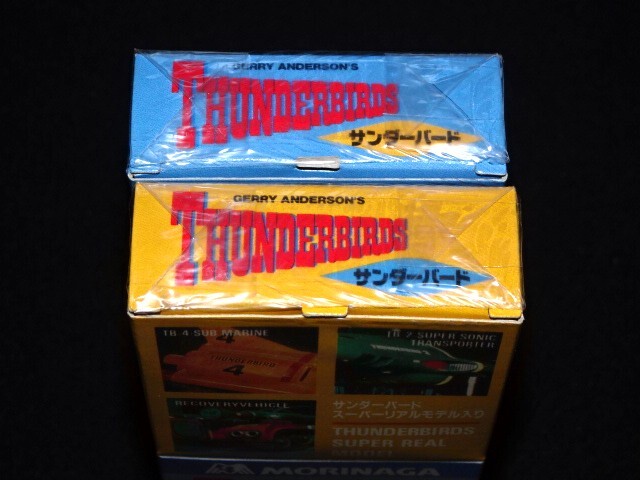 GERRY ANDERSON'S
THUNDERBIRDS
サンダーバード
GERRY ANDERSON'S
THUNDERBIRDS
サンダーバード
TB-4 SUB MARINE
THUNDERBIRD
4
TB-2 SUPER SONIC
TRANSPORTER
RECOVERY VEHICLE
サンダーバード
スーパーリアルモデル入り
THUNDERBIRDS
SUPER REAL
MODEL
MORINAGA